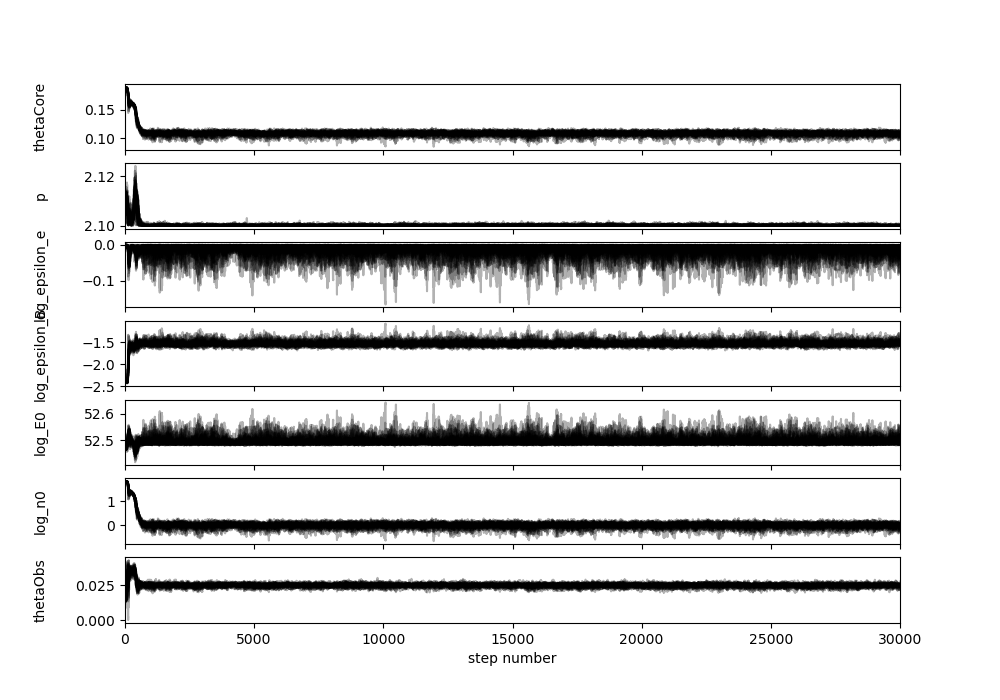 thetaCore
0.15
0.10
p
2.12
2.10
log_epsilon_e
0.0
−0.1
log_epsilon_B
−1.5
−2.0
−2.5
log_E0
52.6
52.5
log_n0
1
0
thetaObs
0.025
0.000
0 5000 10000 15000 20000 25000 30000
step number